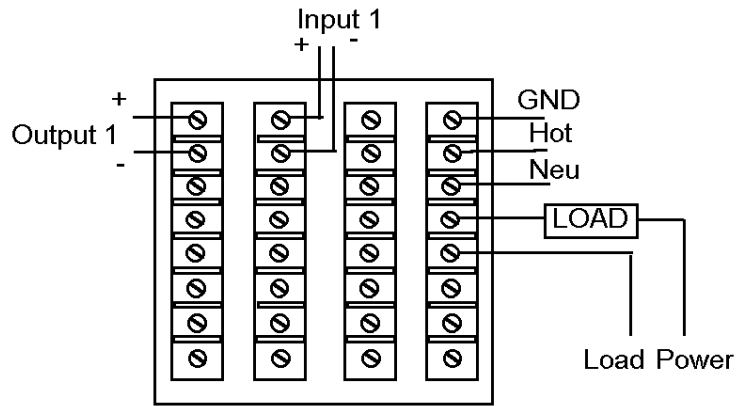 Input 1
+ -
+
Output 1
-
GND
Hot
Neu
LOAD
Load Power